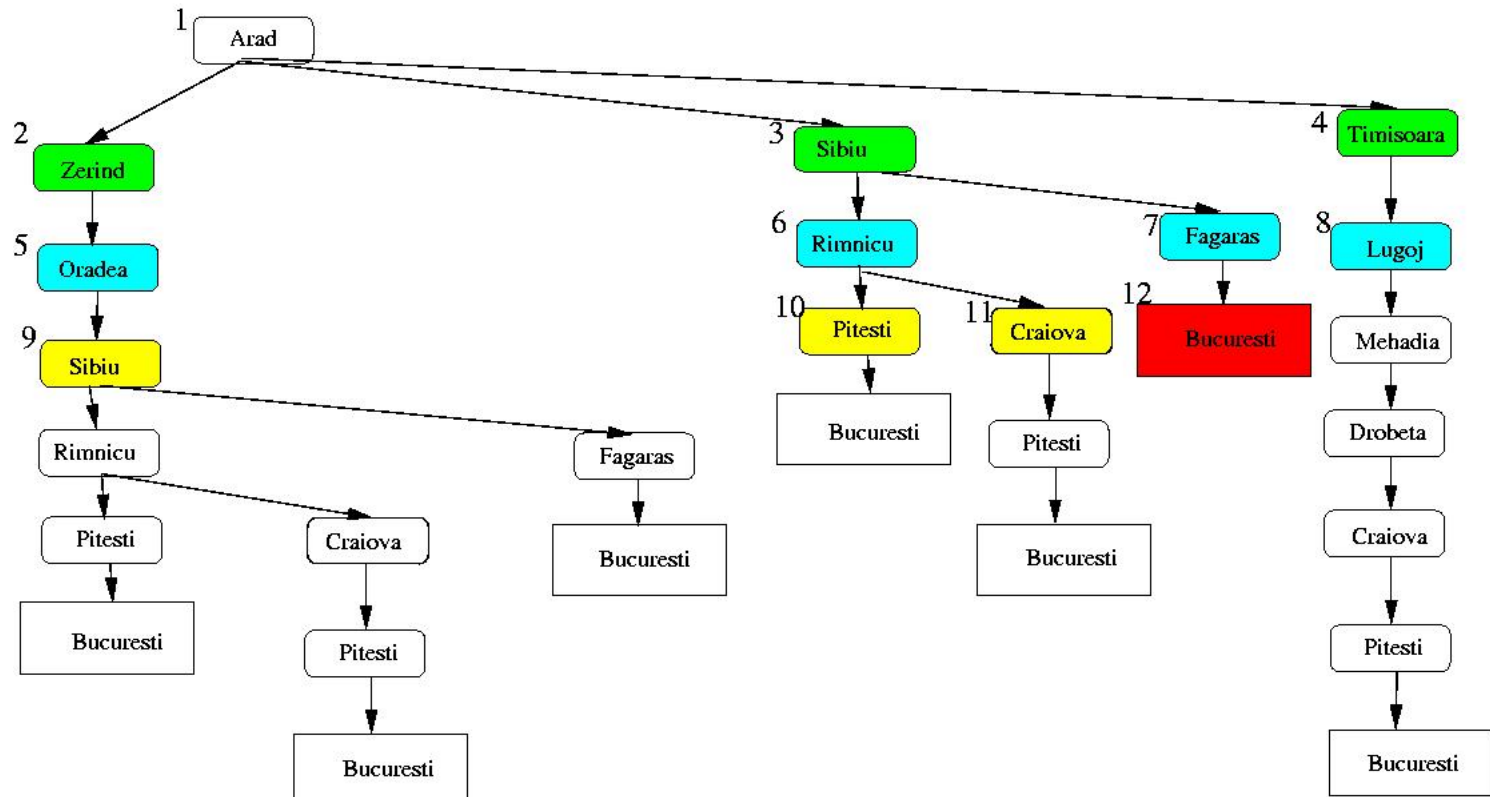 1 Arad
2 Zerind
3 Sibiu
4 Timisoara
5 Oradea
6 Rimnicu
7 Fagaras
8 Lugoj
9 Sibiu
10 Pitesti
11 Craiova
12 Bucuresti
Mehadia
Rimnicu
Fagaras
Bucuresti
Pitesti
Drobeta
Pitesti
Craiova
Bucuresti
Bucuresti
Craiova
Bucuresti
Pitesti
Pitesti
Bucuresti
Bucuresti